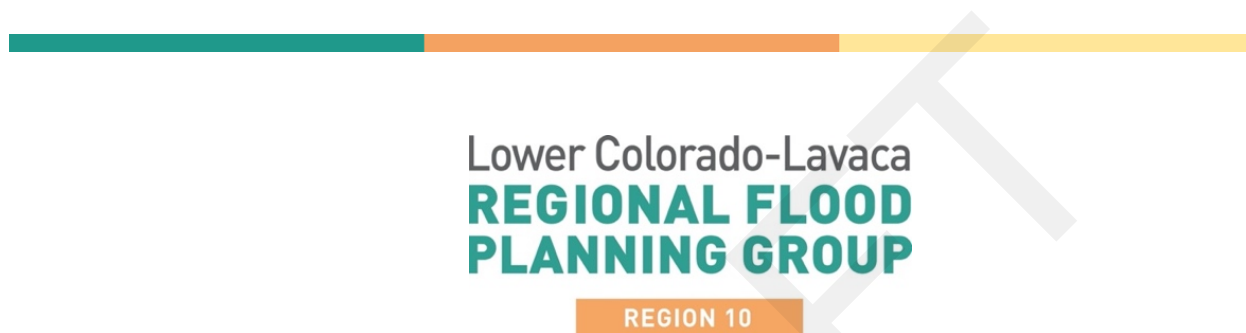 Lower Colorado-Lavaca
REGIONAL FLOOD
PLANNING GROUP
REGION 10